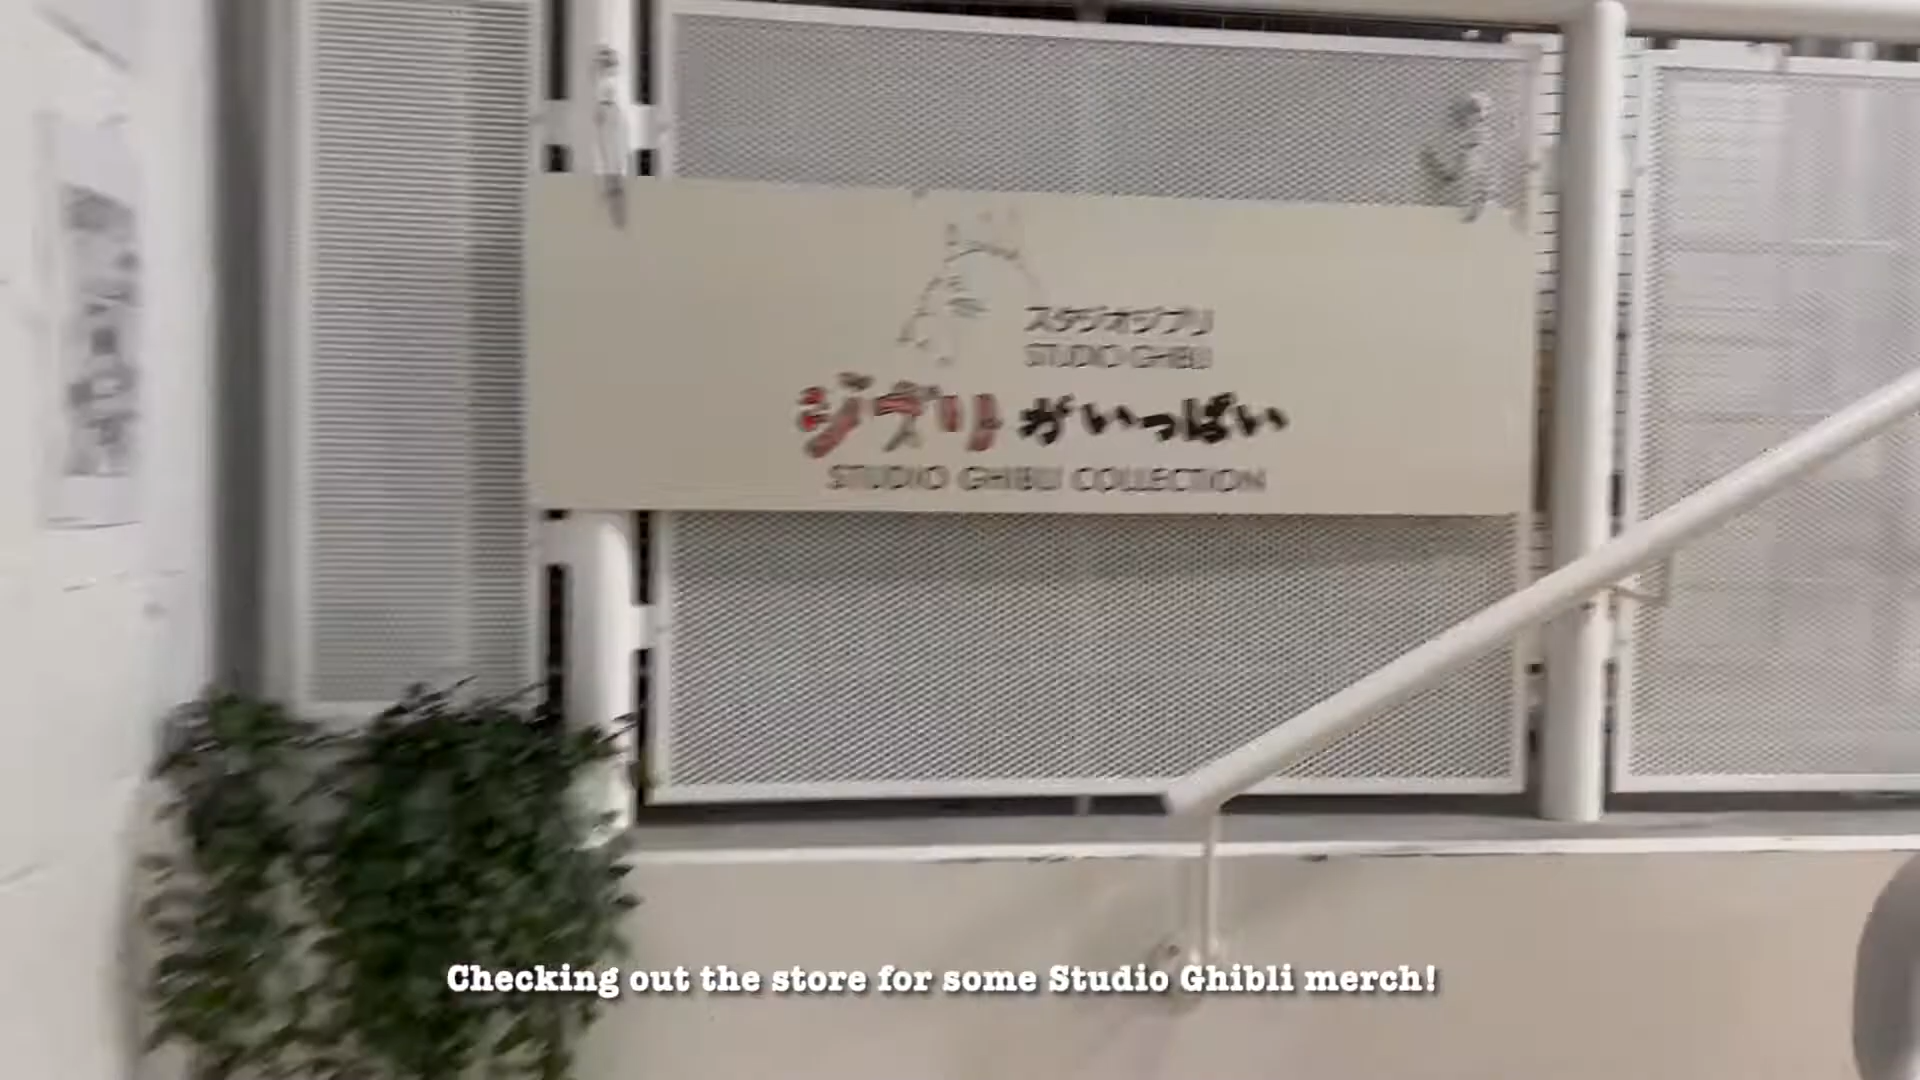 スタジオジブリ
STUDIO GHIBLI
ジブリがいっぱい
STUDIO GHIBLI COLLECTION
Checking out the store for some Studio Ghibli merch!